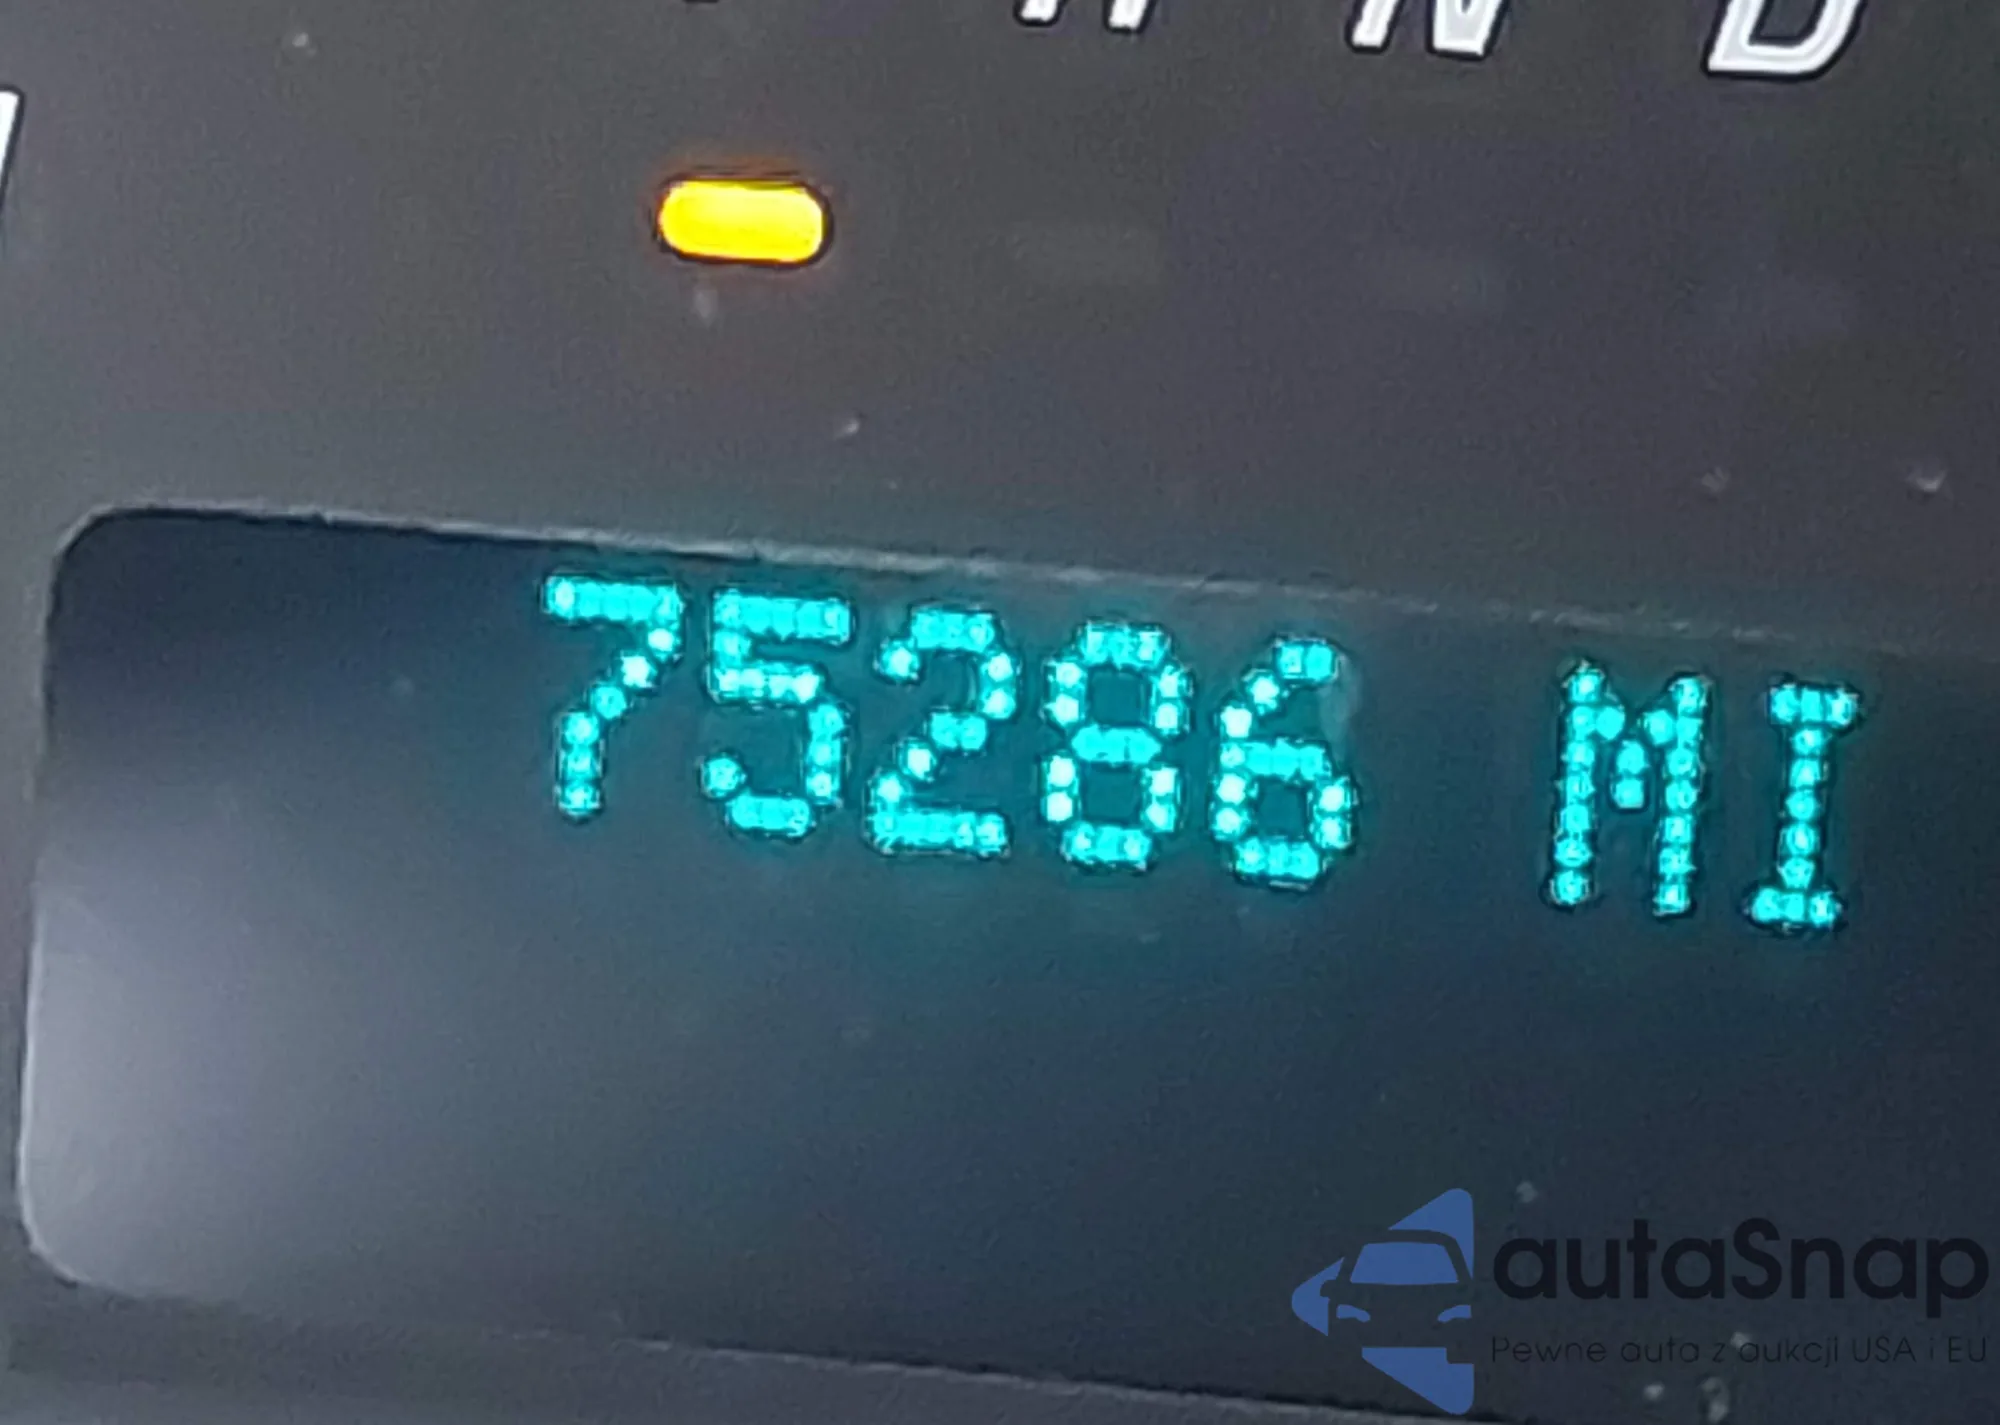 R N D
75286 MI
autaSnap
Pewne auta z aukcji USA i EU